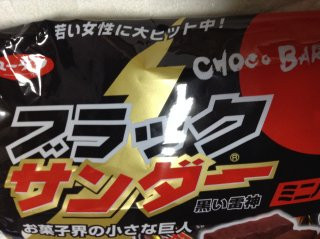 若い女性に大ヒット中!
CHOCO BAR
ブラック
サンダー®
黒い雷神
ミニ
お菓子界の小さな巨人